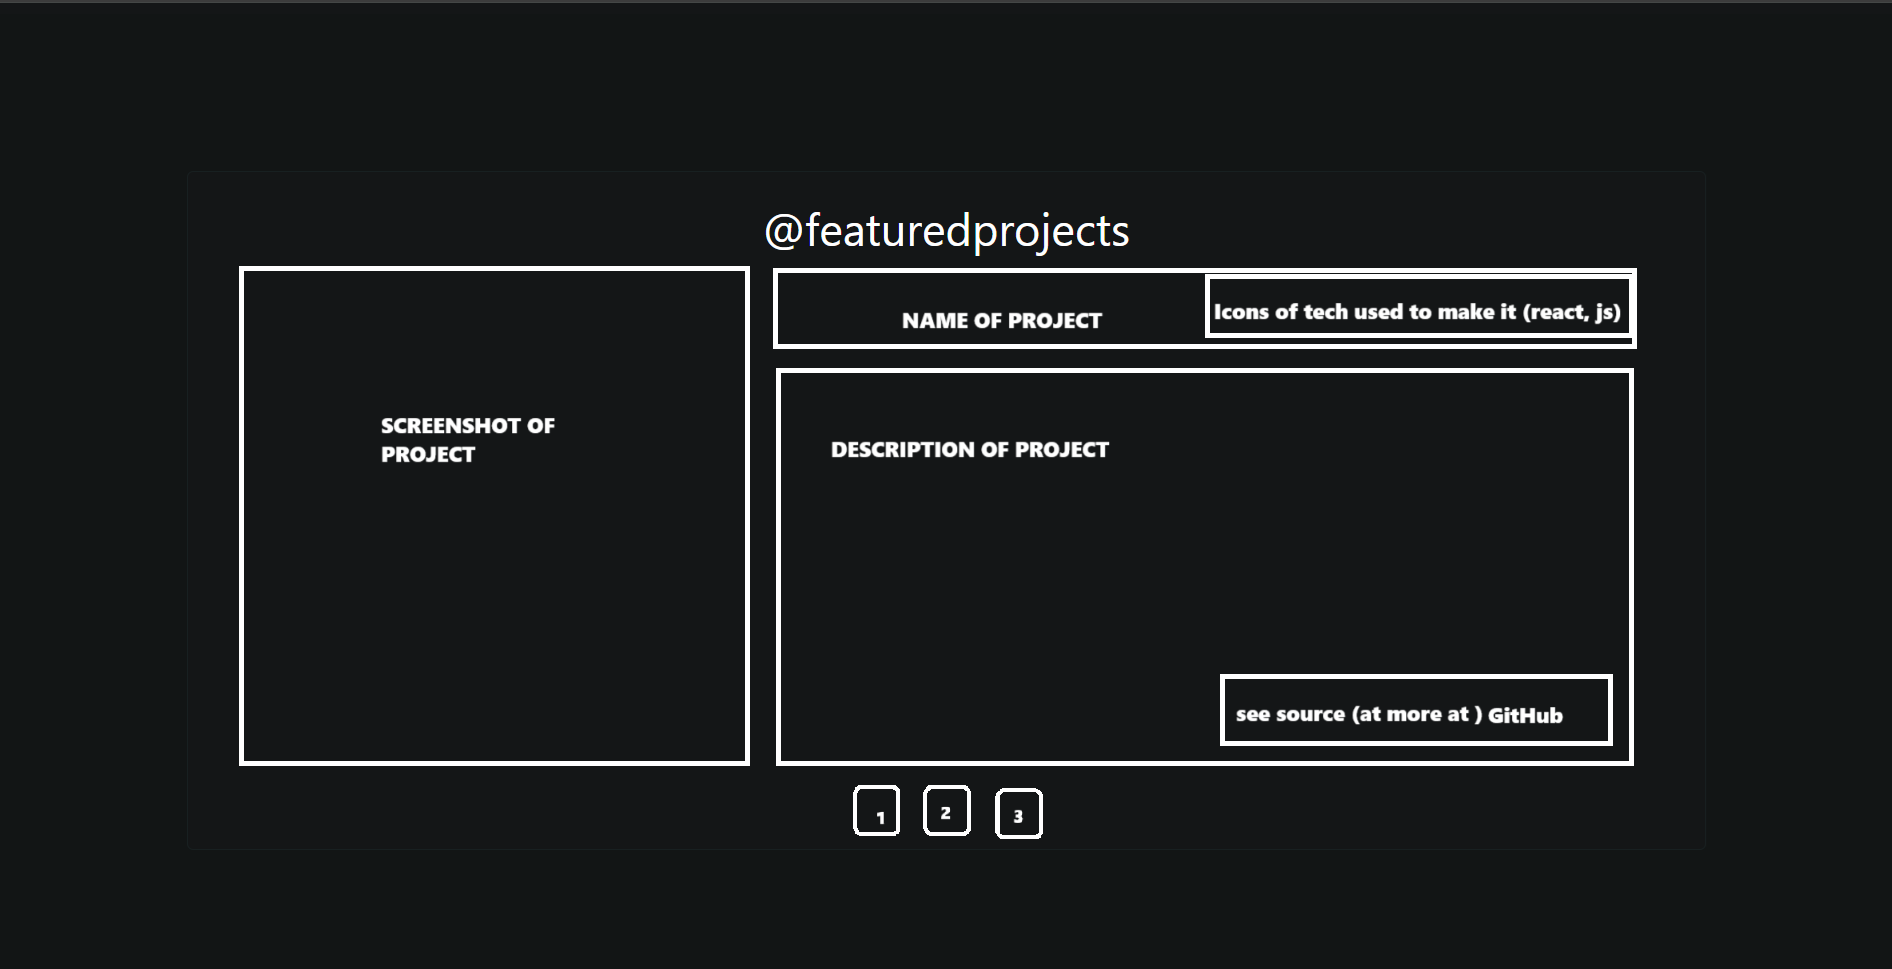 @featuredprojects
SCREENSHOT OF
PROJECT
NAME OF PROJECT
Icons of tech used to make it (react, js)
DESCRIPTION OF PROJECT
see source (at more at ) GitHub
1
2
3